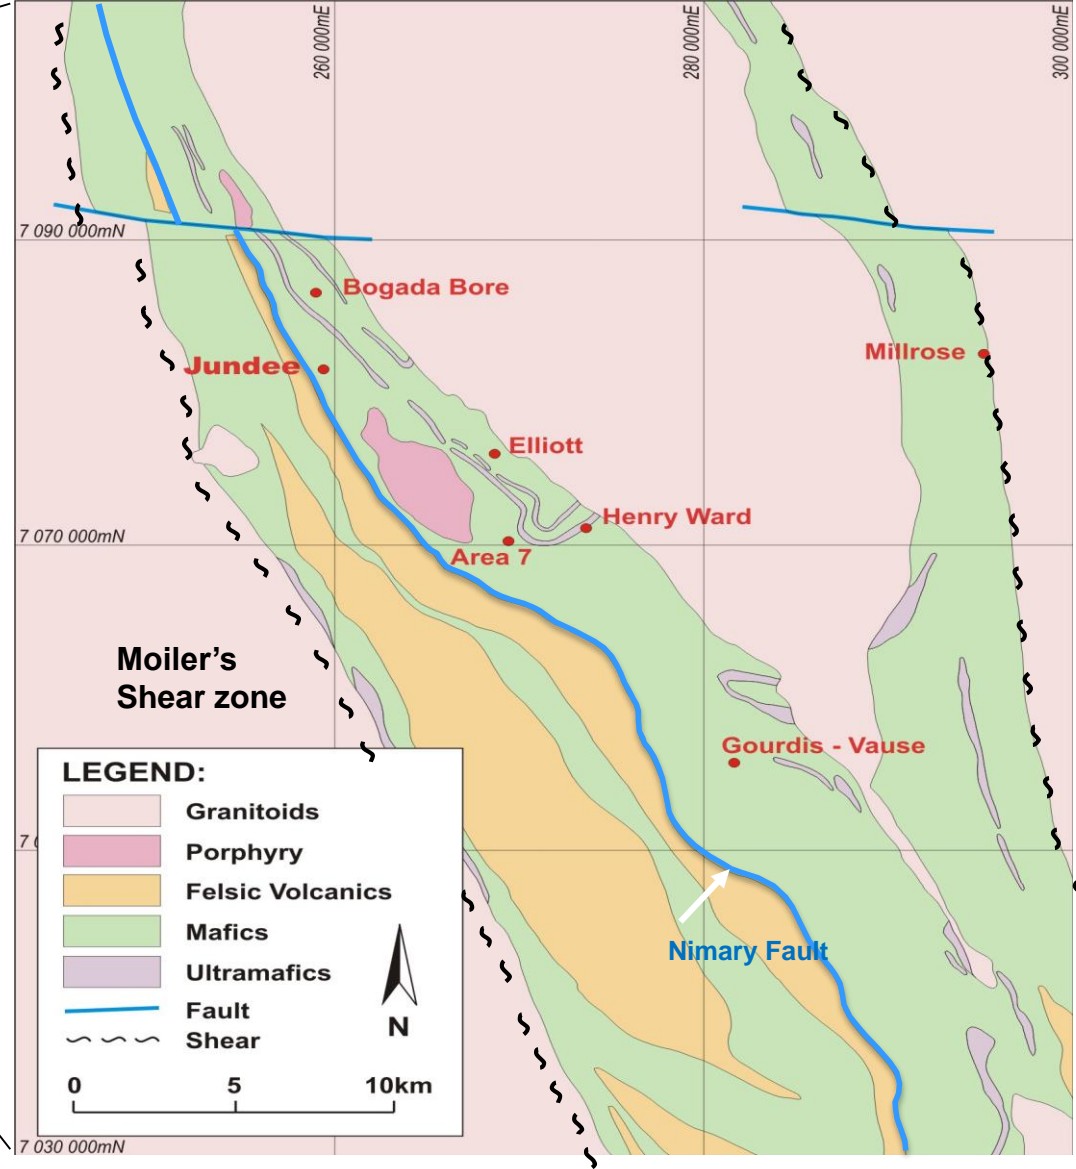 260 000mE
280 000mE
300 000mE
7 090 000mN
Bogada Bore
Millrose
Jundee
Elliott
Henry Ward
7 070 000mN
Area 7
Moiler's
Shear zone
Gourdis - Vause
LEGEND:
Granitoids
Porphyry
Felsic Volcanics
Mafics
Ultramafics
Fault
Shear
N
0 5 10km
Nimary Fault
7 030 000mN